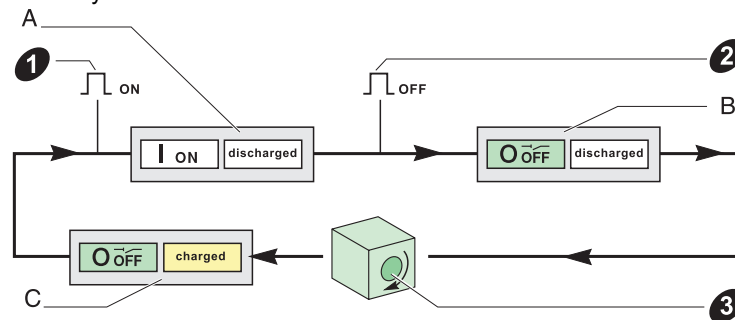 A
1
ON
2
OFF
B
I ON
discharged
O OFF
discharged
O OFF
charged
C
3